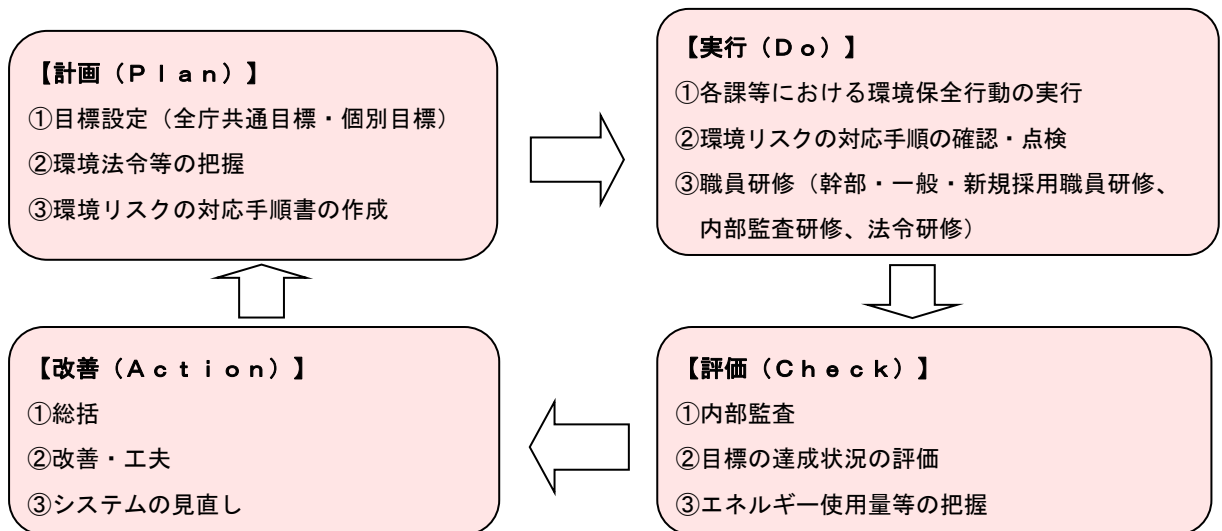 【計画（Ｐｌａｎ）】
①目標設定（全庁共通目標・個別目標）
②環境法令等の把握
③環境リスクの対応手順書の作成
【実行（Ｄｏ）】
①各課等における環境保全行動の実行
②環境リスクの対応手順の確認・点検
③職員研修（幹部・一般・新規採用職員研修、
内部監査研修、法令研修）
【改善（Ａｃｔｉｏｎ）】
①総括
②改善・工夫
③システムの見直し
【評価（Ｃｈｅｃｋ）】
①内部監査
②目標の達成状況の評価
③エネルギー使用量等の把握